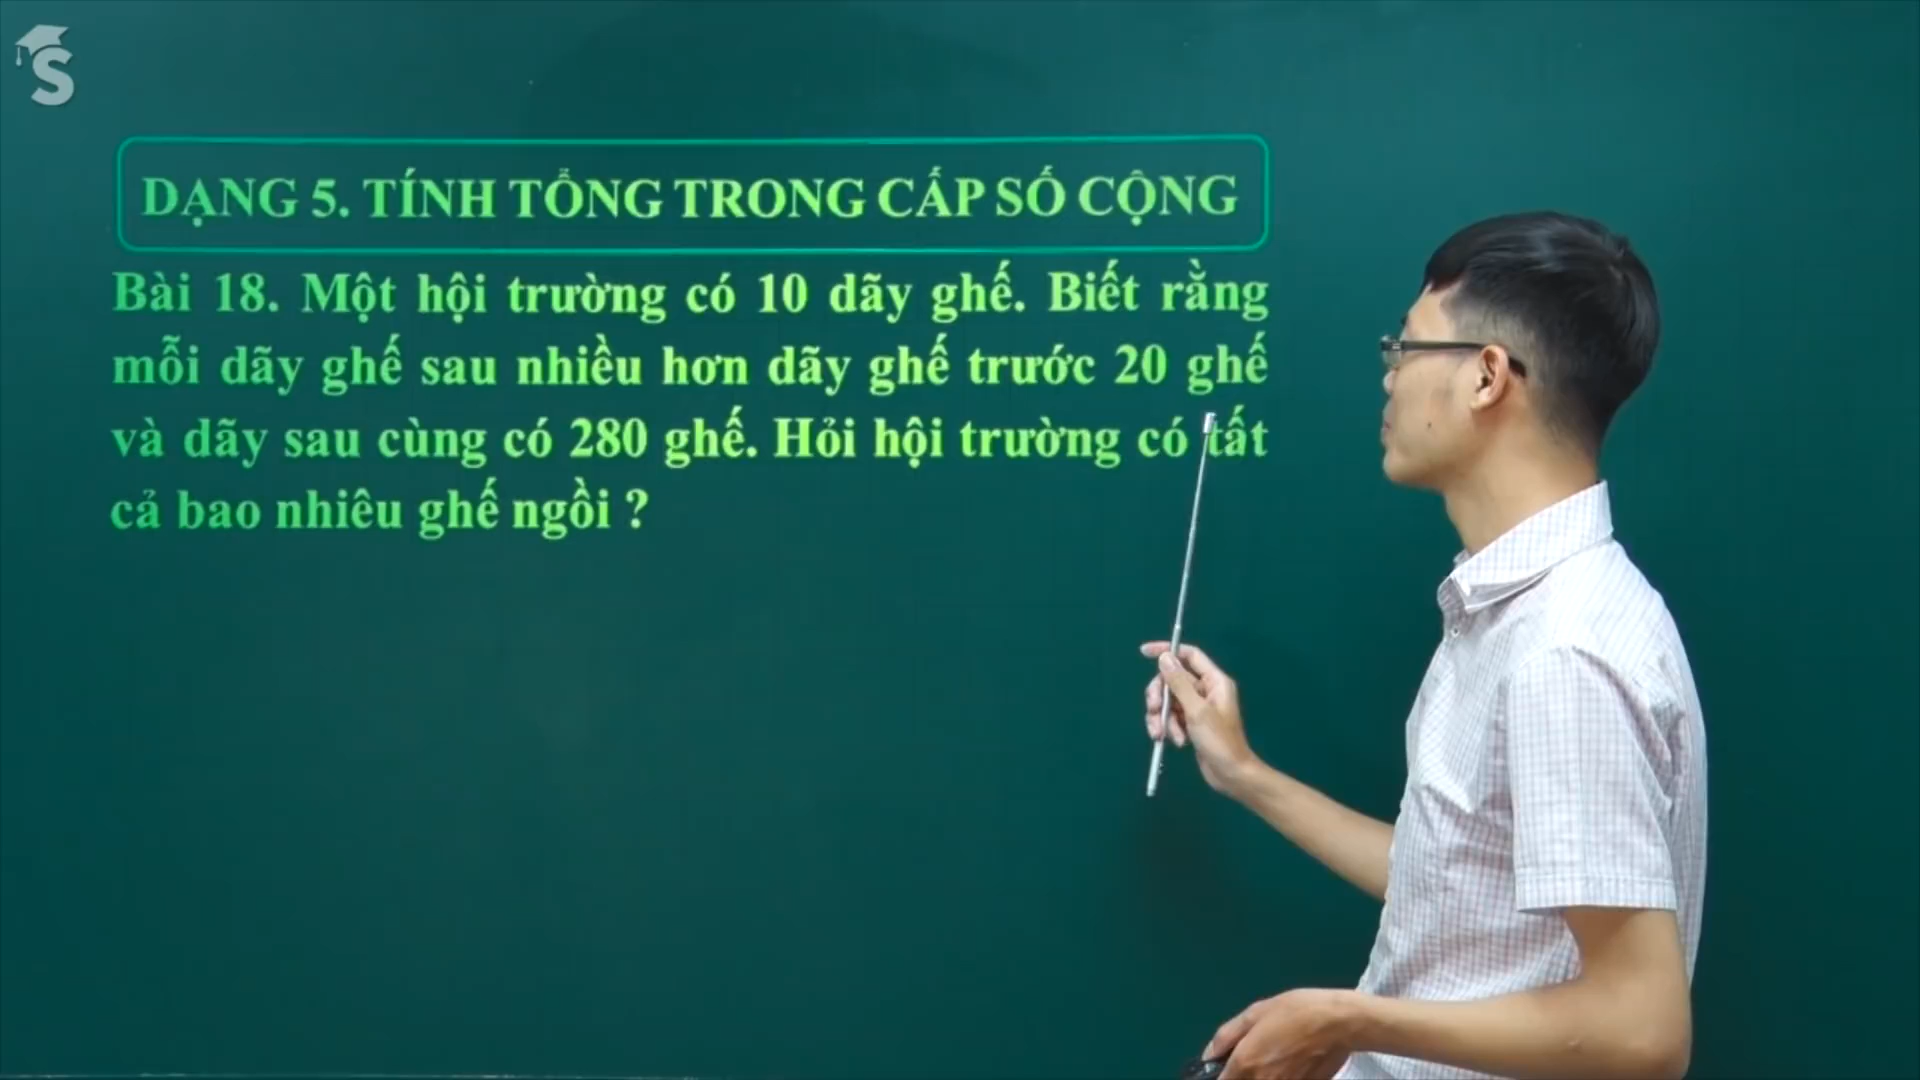 S
DẠNG 5. TÍNH TỔNG TRONG CẤP SỐ CỘNG
Bài 18. Một hội trường có 10 dãy ghế. Biết rằng
mỗi dãy ghế sau nhiều hơn dãy ghế trước 20 ghế
và dãy sau cùng có 280 ghế. Hỏi hội trường có tất
cả bao nhiêu ghế ngồi ?